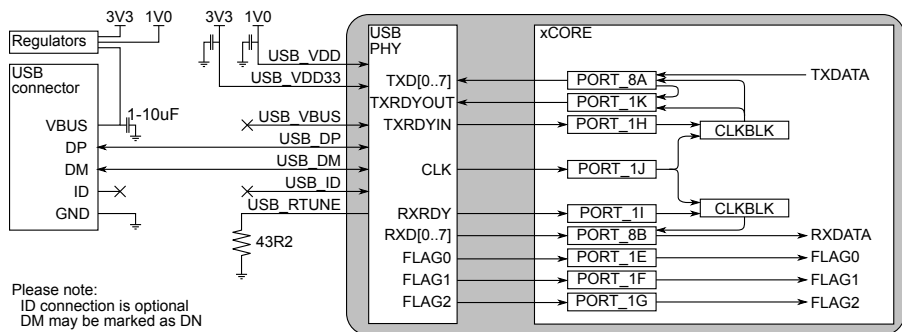 3V3 1V0
Regulators
USB
connector
VBUS
DP
DM
ID
GND
1-10uF
3V3 1V0
USB_VDD
USB_VDD33
USB_VBUS
USB_DP
USB_DM
USB_ID
USB_RTUNE
43R2
Please note:
ID connection is optional
DM may be marked as DN
USB
PHY
TXD[0..7]
TXRDYOUT
TXRDYIN
CLK
RXRDY
RXD[0..7]
FLAG0
FLAG1
FLAG2
xCORE
PORT_8A
PORT_1K
PORT_1H
PORT_1J
PORT_1I
PORT_8B
PORT_1E
PORT_1F
PORT_1G
CLKBLK
CLKBLK
TXDATA
RXDATA
FLAG0
FLAG1
FLAG2